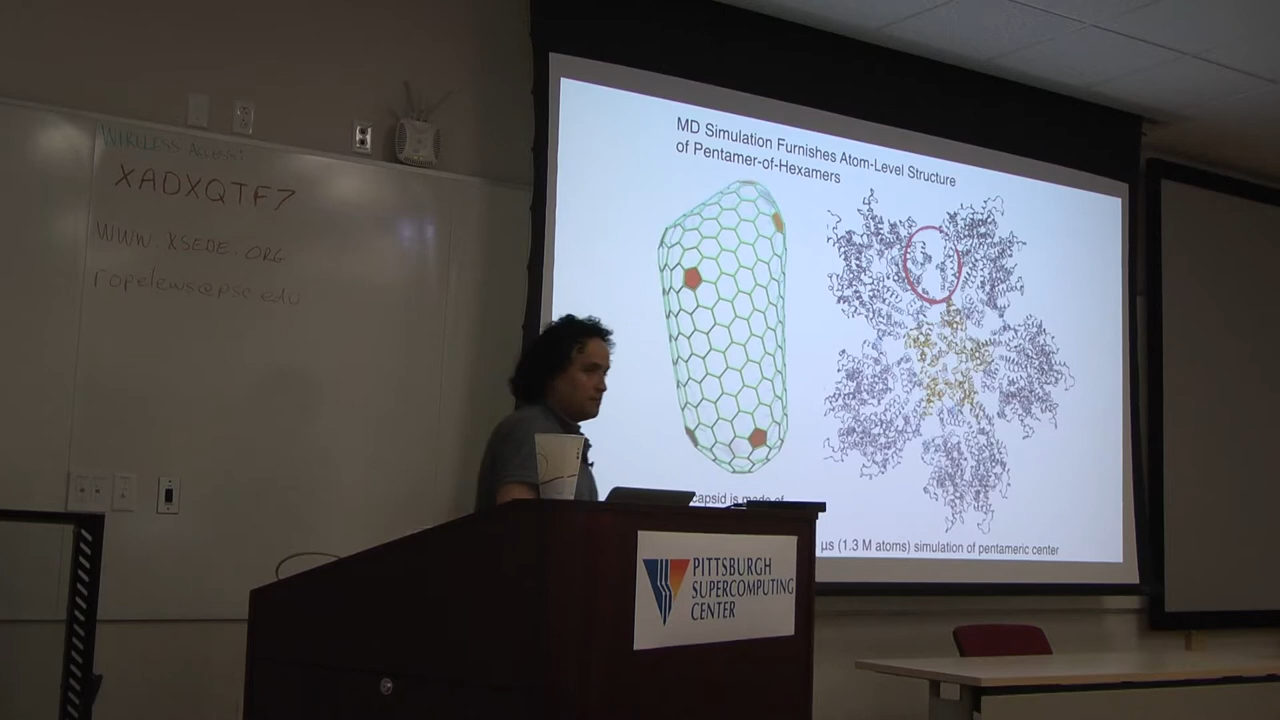 WIRELESS ACCESS:
XADXQTF7
WWW.XSEDE.ORG
ropelews@psc.edu
MD Simulation Furnishes Atom-Level Structure
of Pentamer-of-Hexamers
capsid is made of
µs (1.3 M atoms) simulation of pentameric center
PITTSBURGH
SUPERCOMPUTING
CENTER